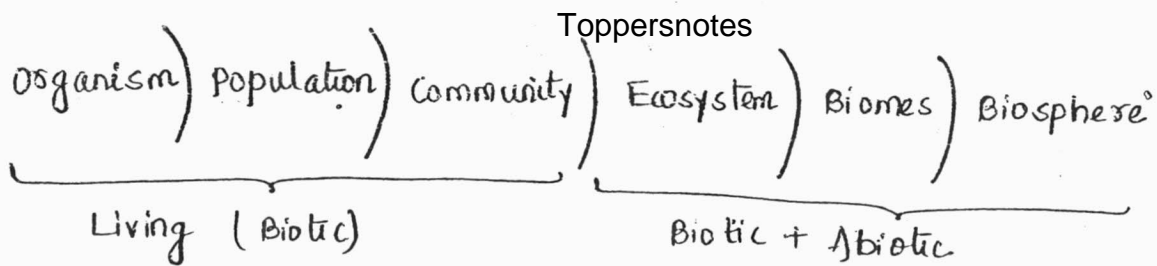 Toppersnotes
Organism) Population) Community) Ecosystem) Biomes) Biosphere
Living (Biotic) Biotic + Abiotic